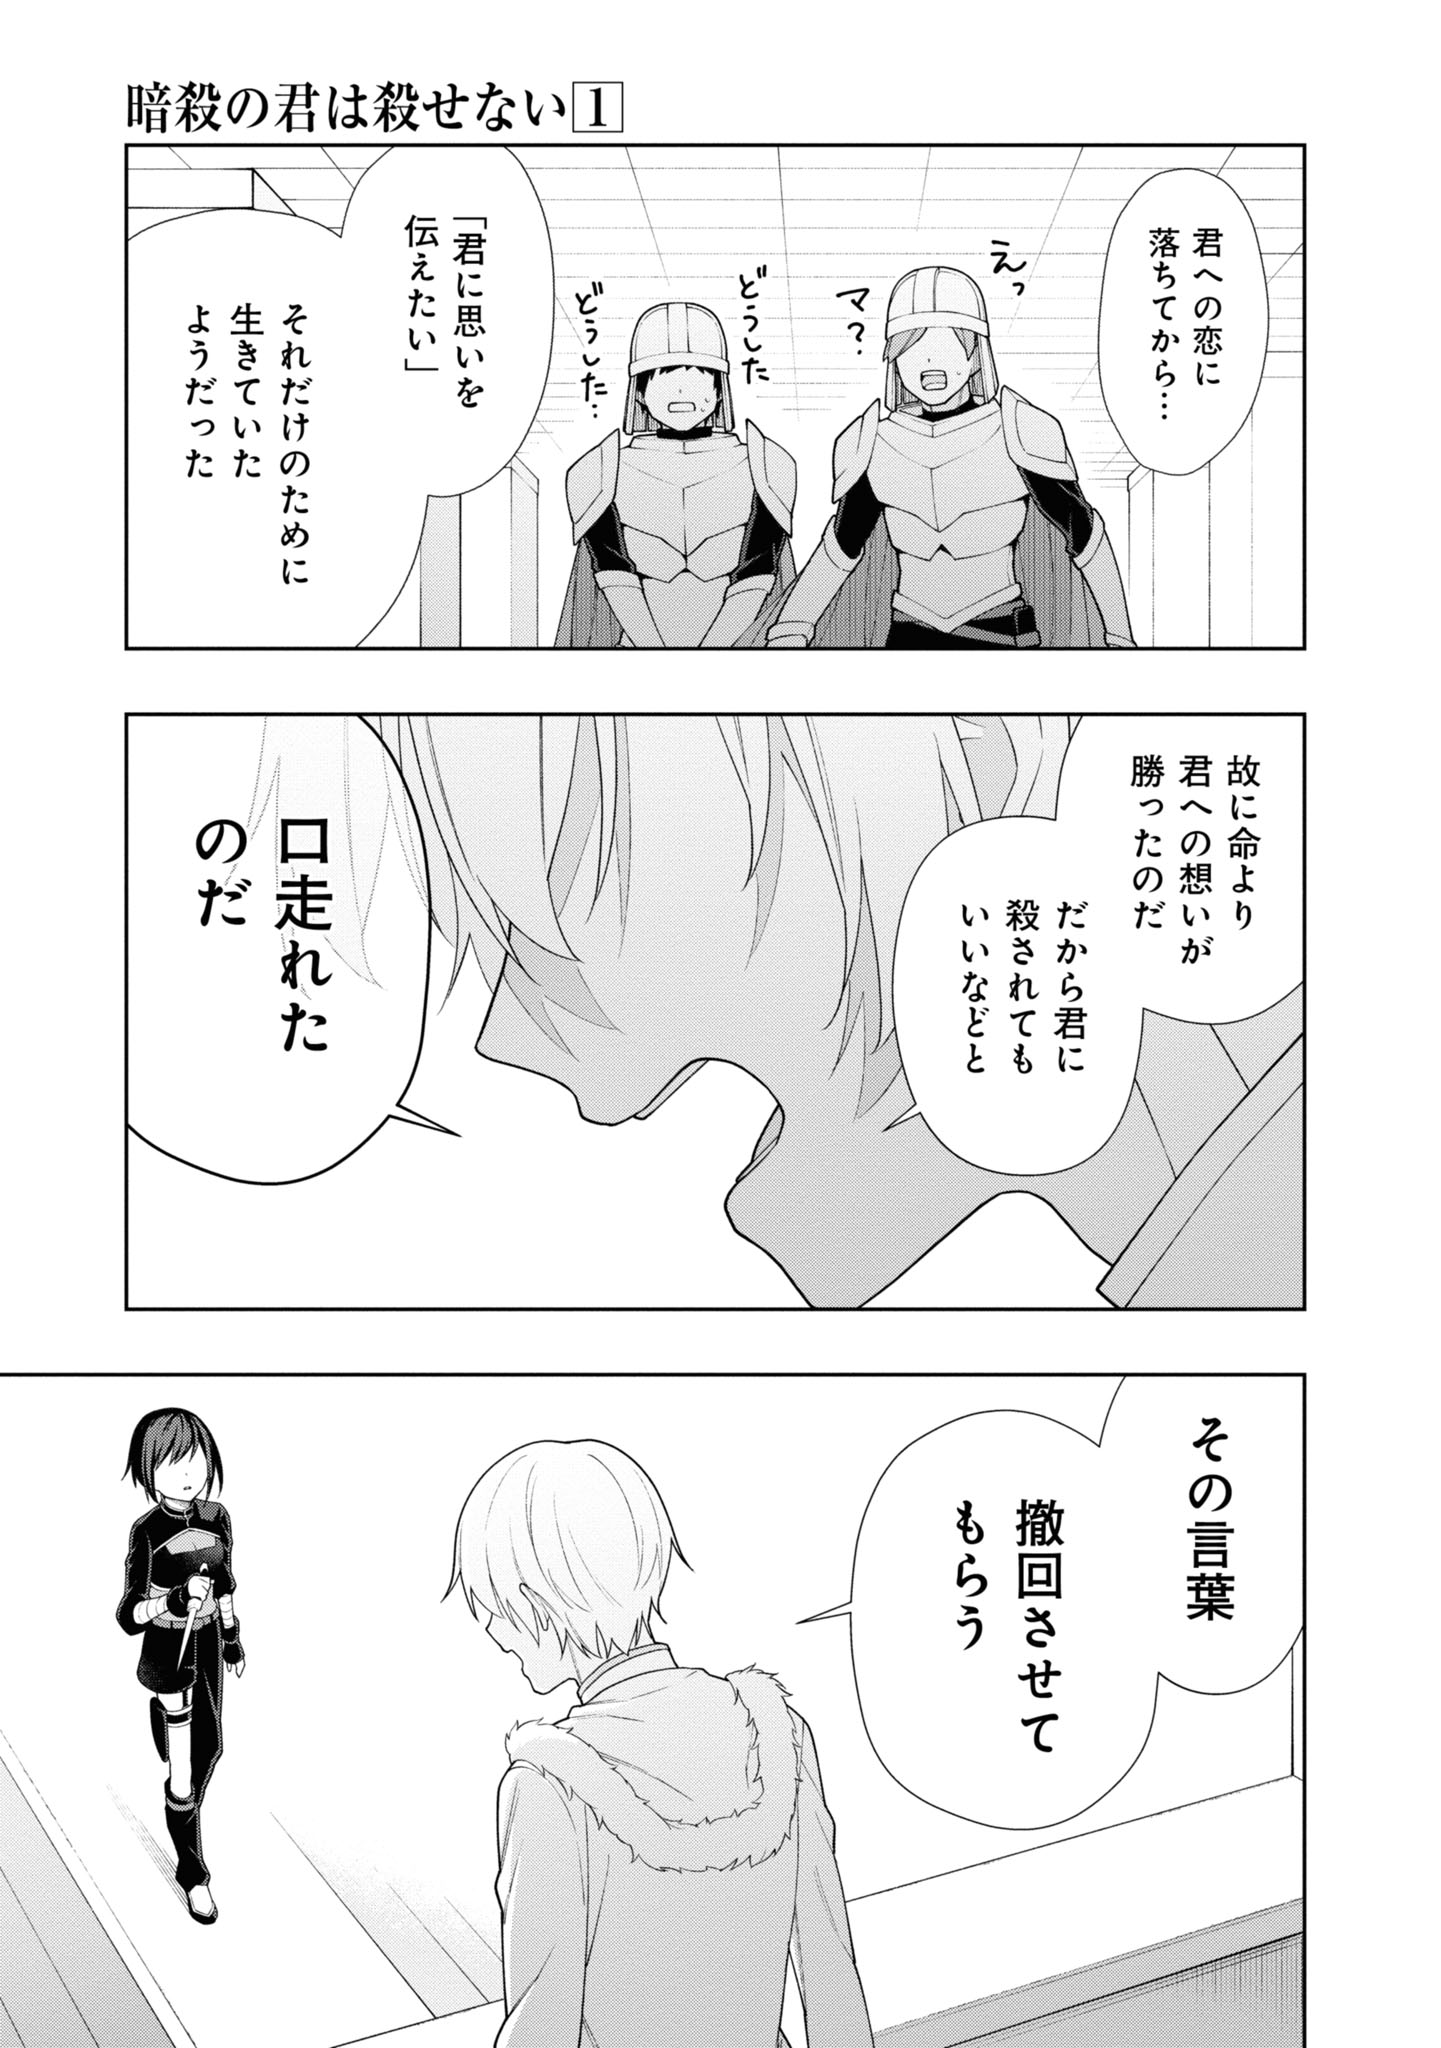 暗殺の君は殺せない1
君への恋に
落ちてから…
えっ
マ?
どうした
どうした…
「君に思いを
伝えたい」
それだけのために
生きていた
ようだった
故に命より
君への想いが
勝ったのだ
だから君に
殺されても
いいなどと
口走れた
のだ
その言葉
撤回させて
もらう